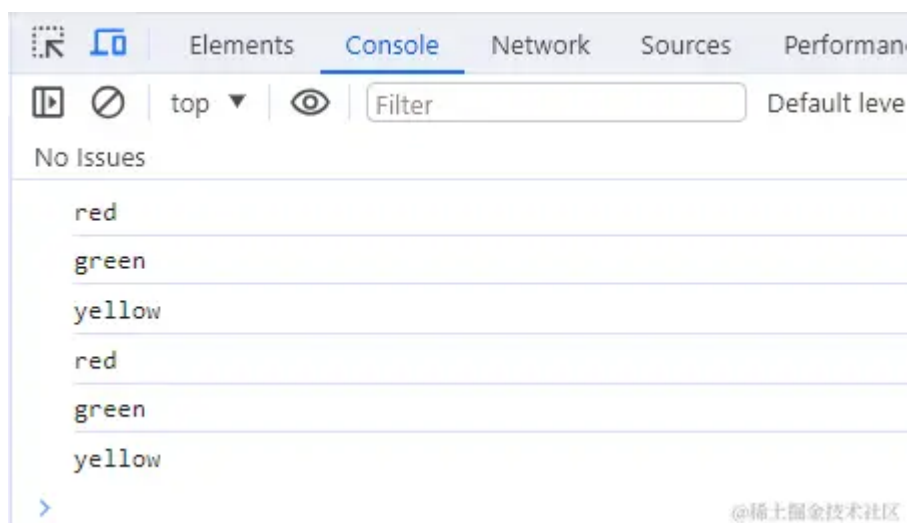 Elements Console Network Sources Performan
top Filter Default leve
No Issues
red
green
yellow
red
green
yellow
@稀土掘金技术社区